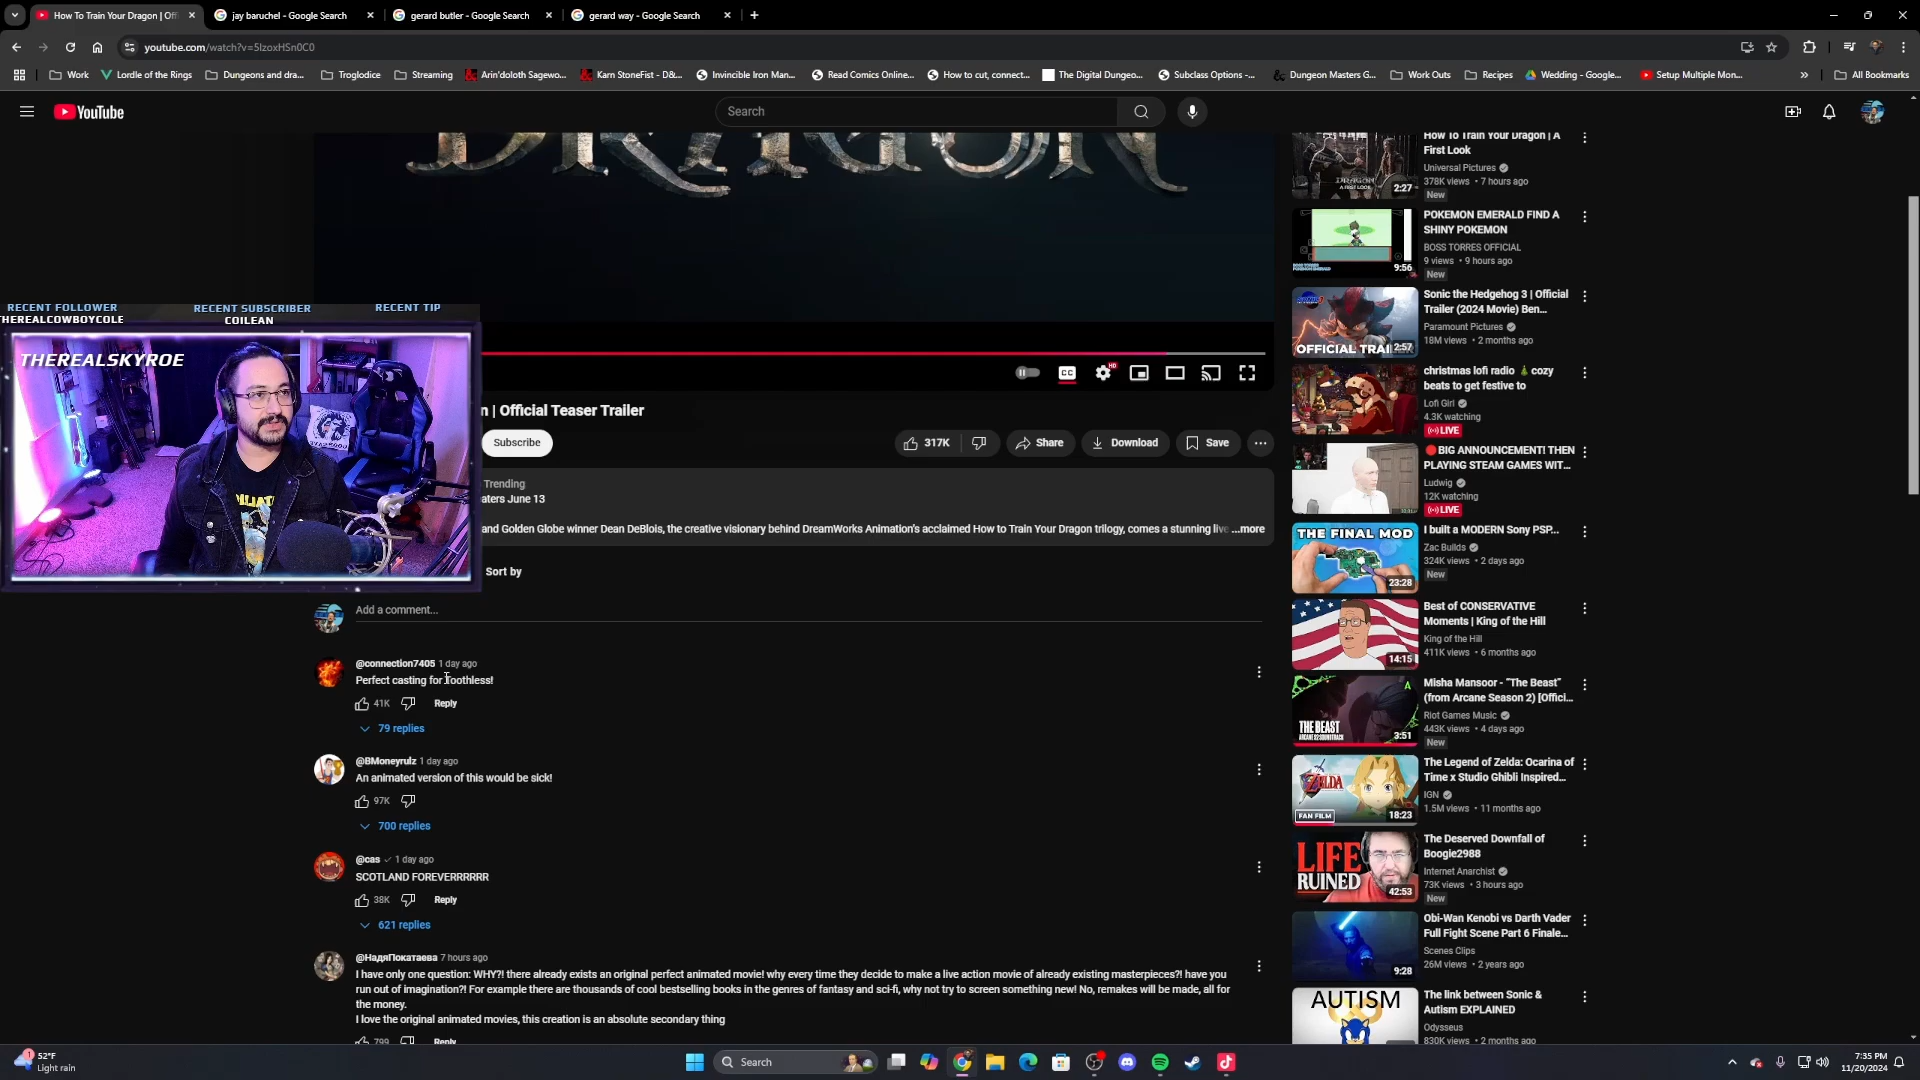 How To Train Your Dragon | Offi
jay baruchel - Google Search
gerard butler - Google Search
gerard way - Google Search
youtube.com/watch?v=5lzoxHSn0C0
Work
Lordle of the Rings
Dungeons and dra...
Troglodice
Streaming
Arin'doloth Sagewo...
Karn StoneFist - D&...
Invincible Iron Man...
Read Comics Online...
How to cut, connect...
The Digital Dungeo...
Subclass Options -...
Dungeon Masters G...
Work Outs
Recipes
Wedding - Google...
Setup Multiple Mon...
All Bookmarks
YouTube
Search
DRAGON
RECENT FOLLOWER
THEREALCOWBOYCOLE
RECENT SUBSCRIBER
COILEAN
RECENT TIP
THEREALSKYROE
CC
HD
n | Official Teaser Trailer
Subscribe
317K
Share
Download
Save
Trending
eaters June 13
and Golden Globe winner Dean DeBlois, the creative visionary behind DreamWorks Animation's acclaimed How to Train Your Dragon trilogy, comes a stunning live ...more
Sort by
Add a comment...
@connection7405 1 day ago
Perfect casting for Toothless!
41K
Reply
79 replies
@BMoneyrulz 1 day ago
An animated version of this would be sick!
97K
700 replies
@cas 1 day ago
SCOTLAND FOREVERRRRR
38K
Reply
621 replies
@НадяПокатаева 7 hours ago
I have only one question: WHY?! there already exists an original perfect animated movie! why every time they decide to make a live action movie of already existing masterpieces?! have you
run out of imagination?! For example there are thousands of cool bestselling books in the genres of fantasy and sci-fi, why not try to screen something new! No, remakes will be made, all for
the money.
I love the original animated movies, this creation is an absolute secondary thing
799
Reply
How To Train Your Dragon | A
First Look
Universal Pictures
378K views • 7 hours ago
New
2:27
POKEMON EMERALD FIND A
SHINY POKEMON
BOSS TORRES OFFICIAL
9 views • 9 hours ago
New
9:56
Sonic the Hedgehog 3 | Official
Trailer (2024 Movie) Ben...
Paramount Pictures
18M views • 2 months ago
OFFICIAL TRAI
2:57
christmas lofi radio 🎄cozy
beats to get festive to
Lofi Girl
4.3K watching
LIVE
🔴BIG ANNOUNCEMENT! THEN
PLAYING STEAM GAMES WIT...
Ludwig
12K watching
LIVE
THE FINAL MOD
23:28
I built a MODERN Sony PSP...
Zac Builds
324K views • 2 days ago
New
Best of CONSERVATIVE
Moments | King of the Hill
King of the Hill
411K views • 6 months ago
14:15
Misha Mansoor - "The Beast"
(from Arcane Season 2) [Offici...
Riot Games Music
443K views • 4 days ago
New
THE BEAST
ARCANE S2 SOUNDTRACK
3:51
The Legend of Zelda: Ocarina of
Time x Studio Ghibli Inspired...
IGN
1.5M views • 11 months ago
ZELDA
FAN FILM
18:23
The Deserved Downfall of
Boogie2988
Internet Anarchist
73K views • 3 hours ago
New
LIFE
RUINED
42:53
Obi-Wan Kenobi vs Darth Vader
Full Fight Scene Part 6 Finale...
Scenes Clips
26M views • 2 years ago
9:28
AUTISM
The link between Sonic &
Autism EXPLAINED
Odysseus
830K views • 2 months ago
1
52°F
Light rain
Search
7:35 PM
11/20/2024